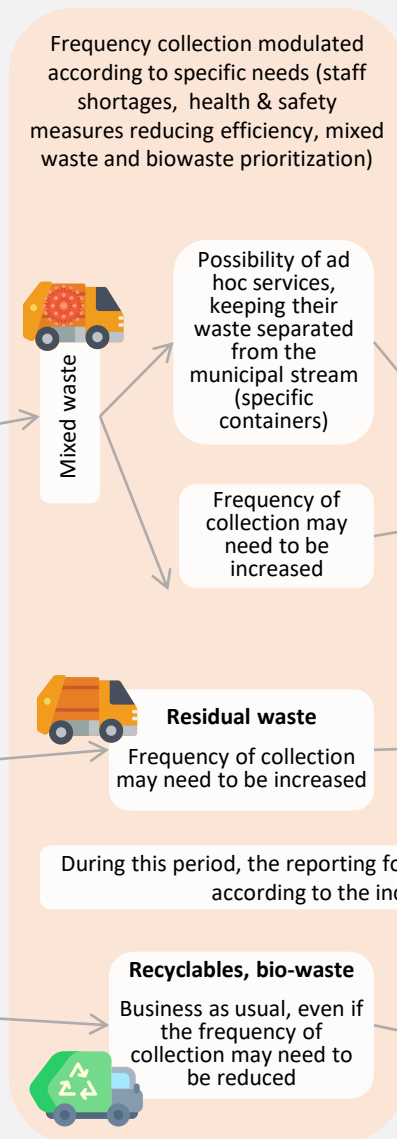 Frequency collection modulated
according to specific needs (staff
shortages, health & safety
measures reducing efficiency, mixed
waste and biowaste prioritization)
Mixed waste
Possibility of ad
hoc services,
keeping their
waste separated
from the
municipal stream
(specific
containers)
Frequency of
collection may
need to be
increased
Residual waste
Frequency of collection
may need to be increased
During this period, the reporting
according to the
Recyclables, bio-waste
Business as usual, even if
the frequency of
collection may need to
be reduced